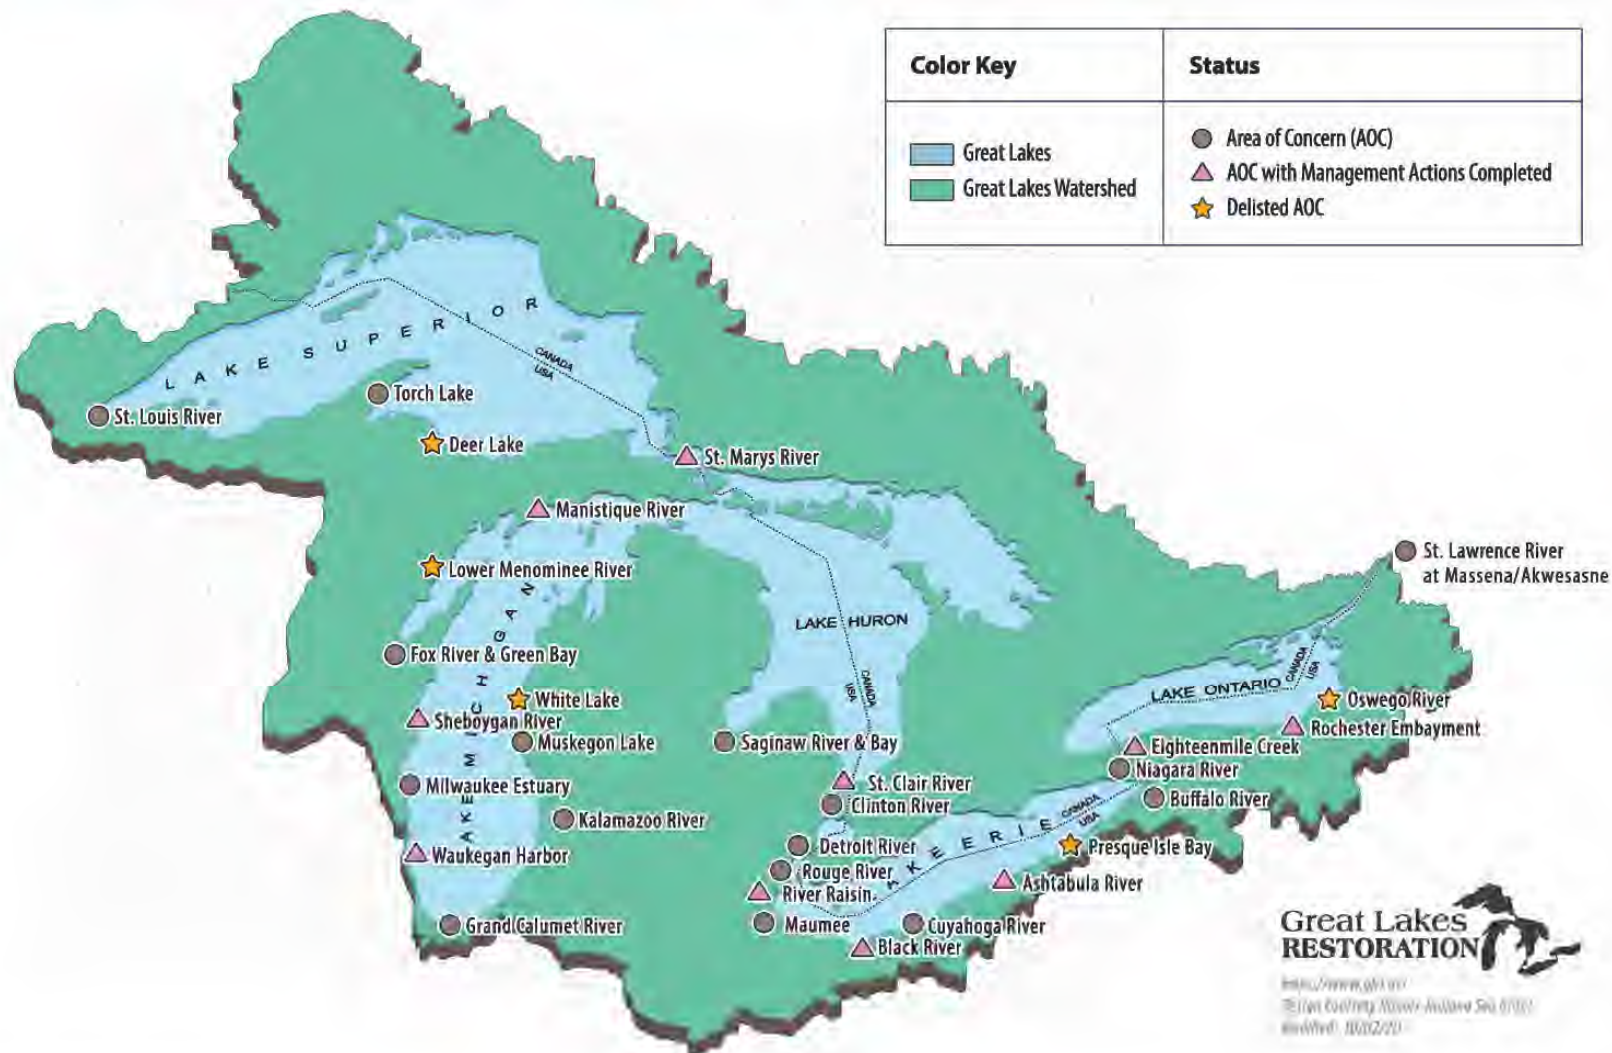 Color Key
Status
Great Lakes
Great Lakes Watershed
Area of Concern (AOC)
AOC with Management Actions Completed
Delisted AOC
LAKE SUPERIOR
CANADA
USA
Torch Lake
St. Louis River
Deer Lake
St. Marys River
Manistique River
Lower Menominee River
LAKE MICHIGAN
Fox River & Green Bay
White Lake
Sheboygan River
Muskegon Lake
Milwaukee Estuary
Kalamazoo River
Waukegan Harbor
Grand Calumet River
LAKE HURON
CANADA
USA
Saginaw River & Bay
St. Clair River
Clinton River
Detroit River
Rouge River
River Raisin
Maumee
Black River
Cuyahoga River
Ashtabula River
Presque Isle Bay
AKE ERIE
CANADA
USA
Buffalo River
Niagara River
Eighteenmile Creek
Rochester Embayment
Oswego River
LAKE ONTARIO
CANADA
USA
St. Lawrence River
at Massena/Akwesasne
Great Lakes
RESTORATION